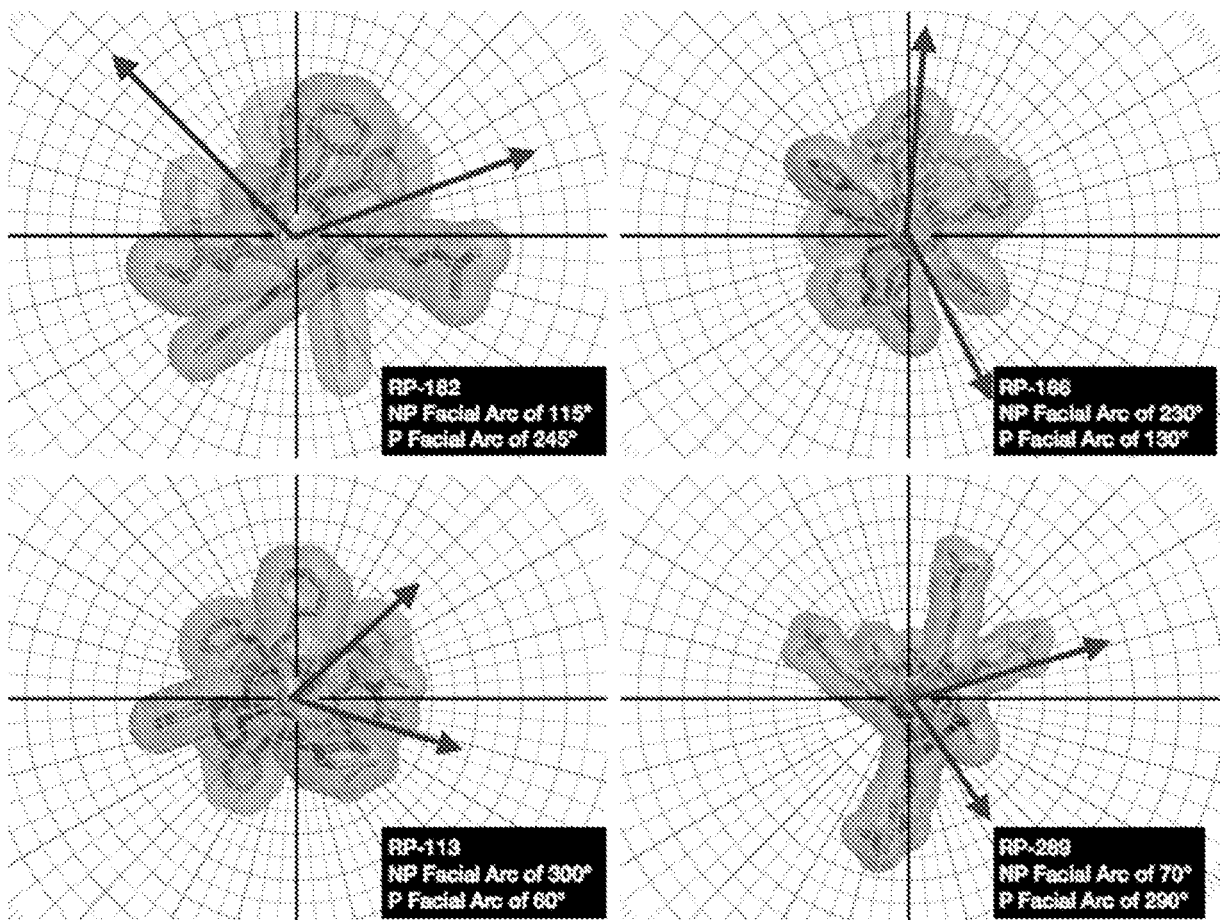 RP-182
NP Facial Arc of 115°
P Facial Arc of 245°
RP-166
NP Facial Arc of 230°
P Facial Arc of 130°
RP-113
NP Facial Arc of 300°
P Facial Arc of 60°
RP-289
NP Facial Arc of 70°
P Facial Arc of 290°